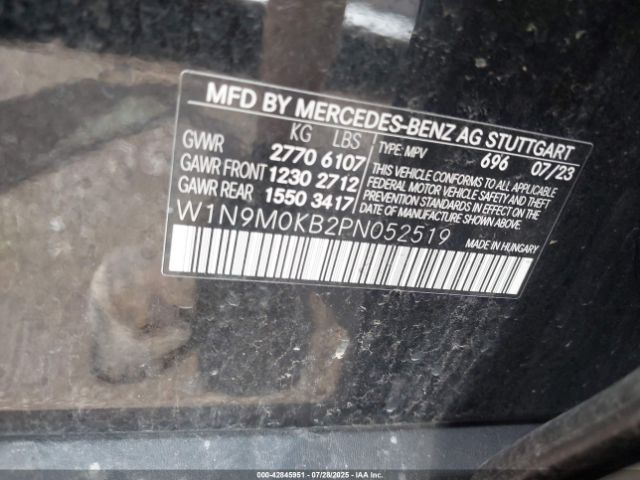 MFD BY MERCEDES-BENZ AG STUTTGART
KG LBS
GVWR 2770 6107
GAWR FRONT 1230 2712
GAWR REAR 1550 3417
TYPE: MPV 696 07/23
THIS VEHICLE CONFORMS TO ALL APPLICABLE
FEDERAL MOTOR VEHICLE SAFETY AND THEFT
PREVENTION STANDARDS IN EFFECT ON THE
DATE OF MANUFACTURE SHOWN ABOVE.
W1N9M0KB2PN052519
MADE IN HUNGARY
000-42845951 07/28/2025 IAA, Inc.